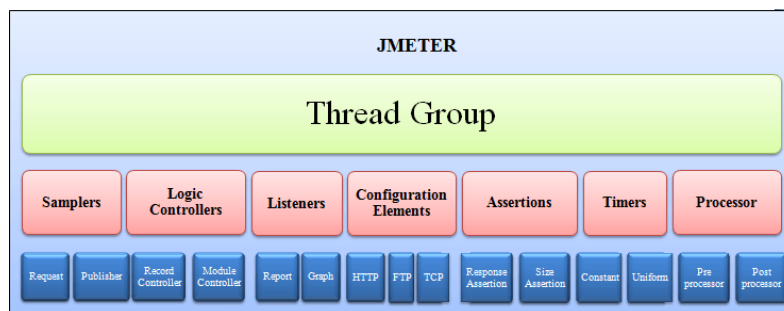 JMETER
Thread Group
Samplers
Logic
Controllers
Listeners
Configuration
Elements
Assertions
Timers
Processor
Request
Publisher
Record
Controller
Module
Controller
Report
Graph
HTTP
FTP
TCP
Response
Assertion
Size
Assertion
Constant
Uniform
Pre
processor
Post
processor